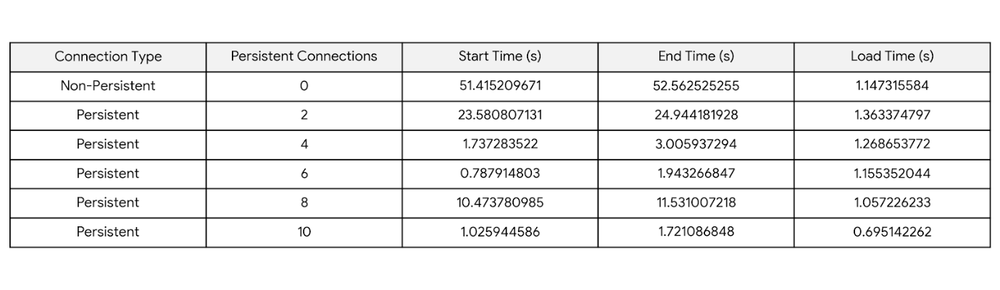 Connection Type Persistent Connections Start Time (s) End Time (s) Load Time (s)
Non-Persistent 0 51.415209671 52.562525255 1.147315584
Persistent 2 23.580807131 24.944181928 1.363374797
Persistent 4 1.737283522 3.005937294 1.268653772
Persistent 6 0.787914803 1.943266847 1.155352044
Persistent 8 10.473780985 11.531007218 1.057226233
Persistent 10 1.025944586 1.721086848 0.695142262